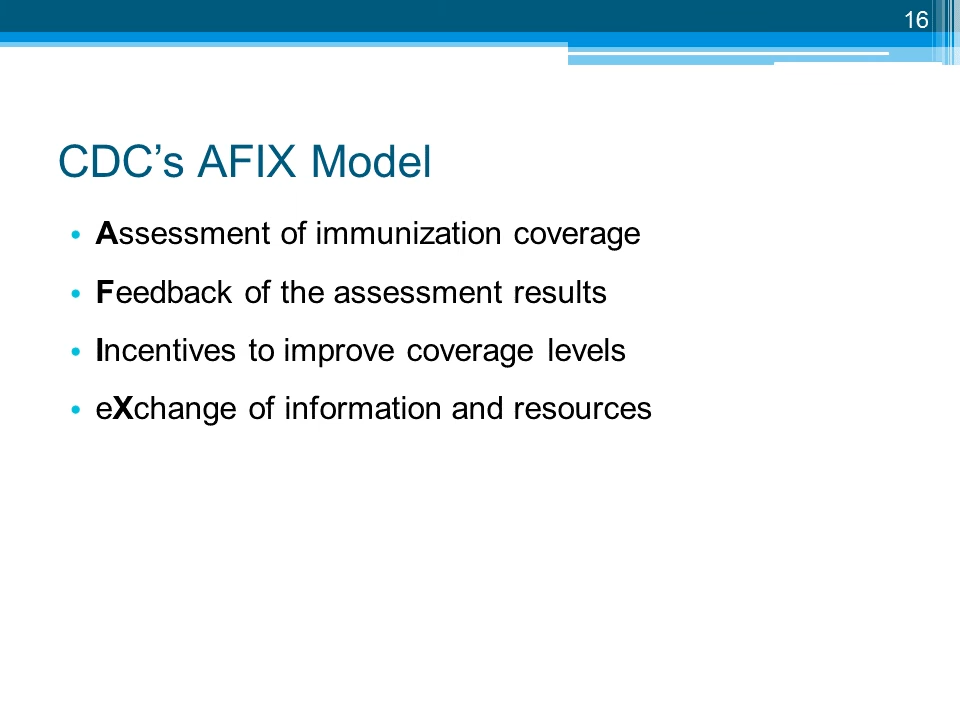 16
CDC’s AFIX Model
• Assessment of immunization coverage
• Feedback of the assessment results
• Incentives to improve coverage levels
• eXchange of information and resources